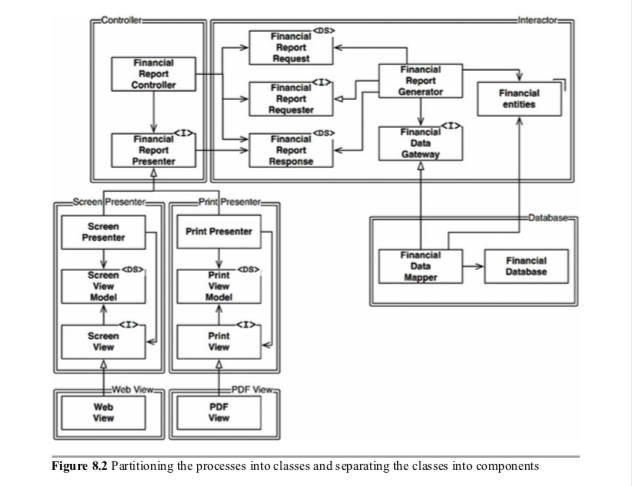 Controller
Interactor
Financial
Report
Controller
<I>
Financial
Report
Presenter
<DS>
Financial
Report
Request
<I>
Financial
Report
Requester
<DS>
Financial
Report
Response
Financial
Report
Generator
<I>
Financial
Data
Gateway
Financial
entities
Screen Presenter
Screen
Presenter
<DS>
Screen
View
Model
<I>
Screen
View
Print Presenter
Print Presenter
<DS>
Print
View
Model
<I>
Print
View
Database
Financial
Data
Mapper
Financial
Database
Web View
Web
View
PDF View
PDF
View
Figure 8.2 Partitioning the processes into classes and separating the classes into components